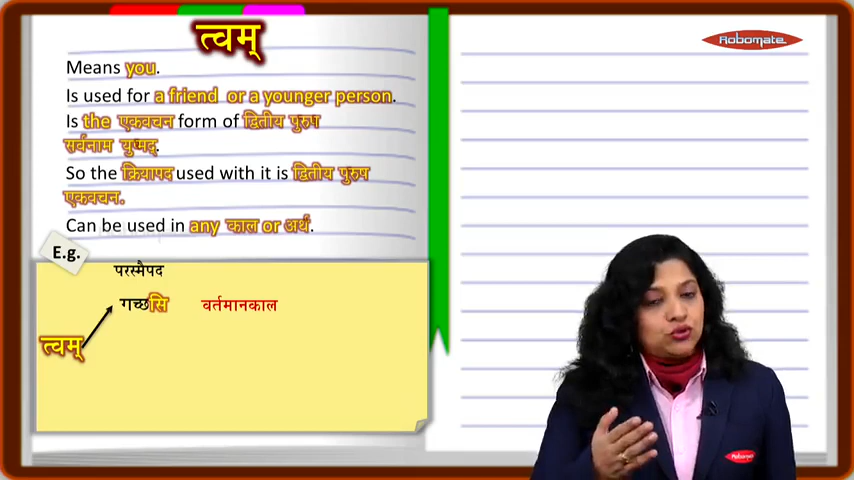 त्वम्
Means you.
Is used for a friend or a younger person.
Is the एकवचन form of द्वितीय पुरुष
सर्वनाम युष्मद्.
So the क्रियापद used with it is द्वितीय पुरुष
एकवचन.
Can be used in any काल or अर्थ.
E.g.
परस्मैपद
गच्छसि वर्तमानकाल
त्वम्
Robomate
Robomate